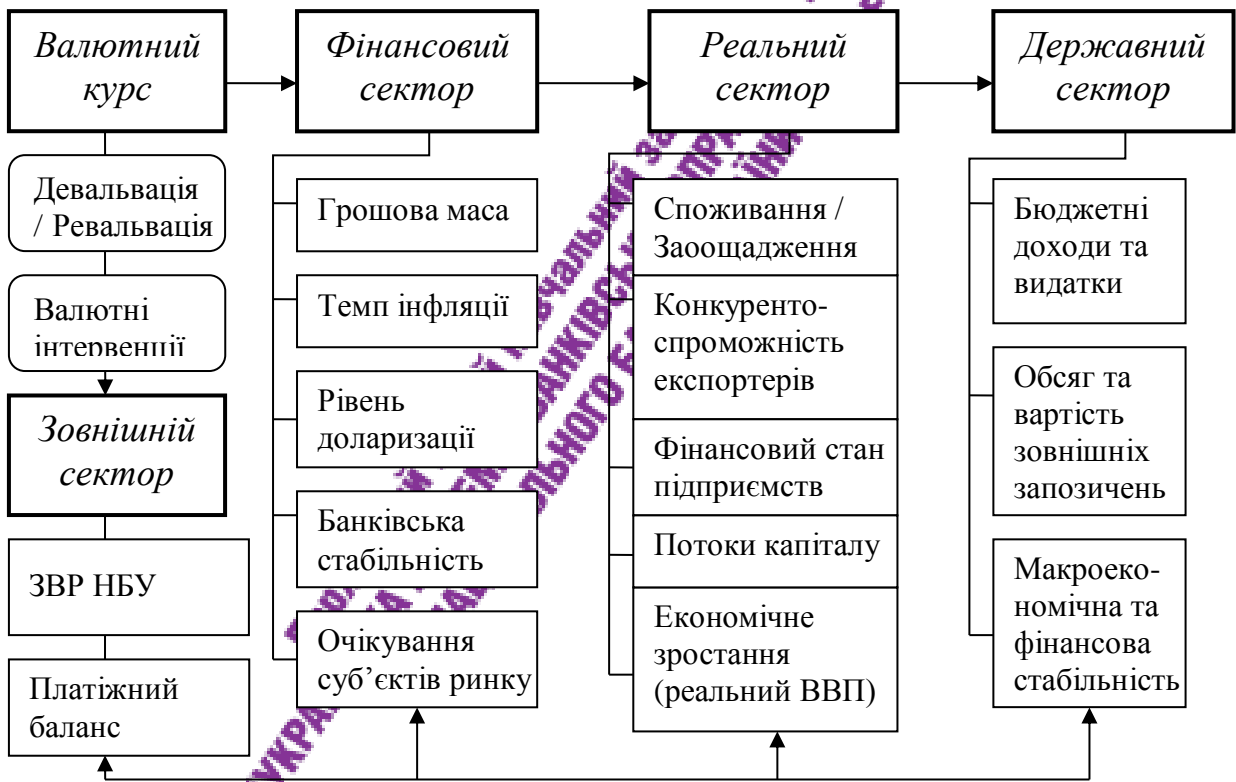 Валютний
курс
Фінансовий
сектор
Реальний
сектор
Державний
сектор
Девальвація
/ Ревальвація
Валютні
інтервенції
Зовнішній
сектор
ЗВР НБУ
Платіжний
баланс
Грошова маса
Темп інфляції
Рівень
доларизації
Банківська
стабільність
Очікування
суб’єктів ринку
Споживання /
Заоощадження
Конкуренто-
спроможність
експортерів
Фінансовий стан
підприємств
Потоки капіталу
Економічне
зростання
(реальний ВВП)
Бюджетні
доходи та
видатки
Обсяг та
вартість
зовнішніх
запозичень
Макроеко-
номічна та
фінансова
стабільність